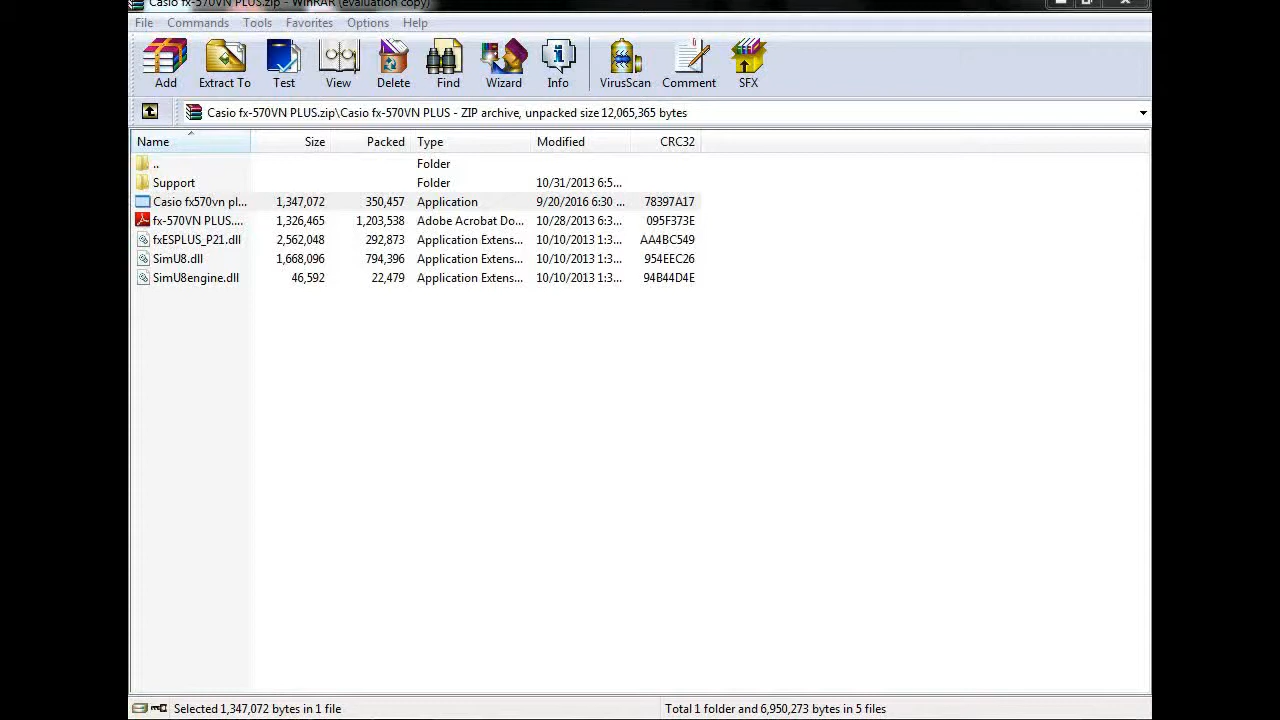 Casio fx-570VN PLUS.zip - WinRAR (evaluation copy)
File Commands Tools Favorites Options Help
Add Extract To Test View Delete Find Wizard Info VirusScan Comment SFX
Casio fx-570VN PLUS.zip\Casio fx-570VN PLUS - ZIP archive, unpacked size 12,065,365 bytes
Name Size Packed Type Modified CRC32
.. Folder
Support Folder 10/31/2013 6:5...
Casio fx570vn pl... 1,347,072 350,457 Application 9/20/2016 6:30 ... 78397A17
fx-570VN PLUS.... 1,326,465 1,203,538 Adobe Acrobat Do... 10/28/2013 6:3... 095F373E
fxESPLUS_P21.dll 2,562,048 292,873 Application Extens... 10/10/2013 1:3... AA4BC549
SimU8.dll 1,668,096 794,396 Application Extens... 10/10/2013 1:3... 954EEC26
SimU8engine.dll 46,592 22,479 Application Extens... 10/10/2013 1:3... 94B44D4E
Selected 1,347,072 bytes in 1 file Total 1 folder and 6,950,273 bytes in 5 files